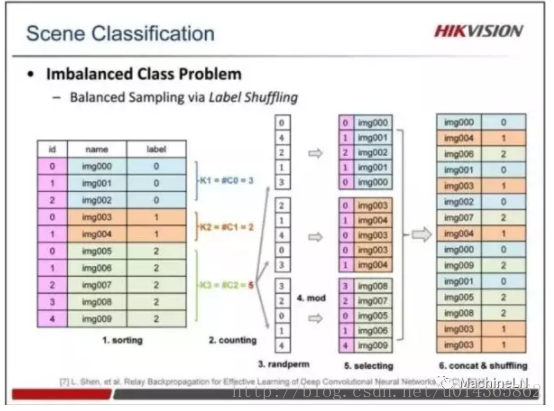 Scene Classification
HIKVISION
• Imbalanced Class Problem
– Balanced Sampling via Label Shuffling
id name label
0 img000 0
1 img001 0
2 img002 0
0 img003 1
1 img004 1
0 img005 2
1 img006 2
2 img007 2
3 img008 2
4 img009 2
1. sorting
K1 = #C0 = 3
K2 = #C1 = 2
K3 = #C2 = 5
2. counting
0
4
2
1
3
2
1
4
0
3
3
2
0
1
4
3. randperm
4. mod
0 img000
1 img001
2 img002
1 img001
0 img000
0 img003
1 img004
0 img003
0 img003
1 img004
3 img008
2 img007
0 img005
1 img006
4 img009
5. selecting
img000 0
img004 1
img006 2
img001 0
img003 1
img002 0
img007 2
img004 1
img000 0
img009 2
img001 0
img005 2
img008 2
img003 1
img003 1
6. concat & shuffling
[7] L. Shen, et al. Relay Backpropagation for Effective Learning of Deep Convolutional Neural Networks.
MachineLN